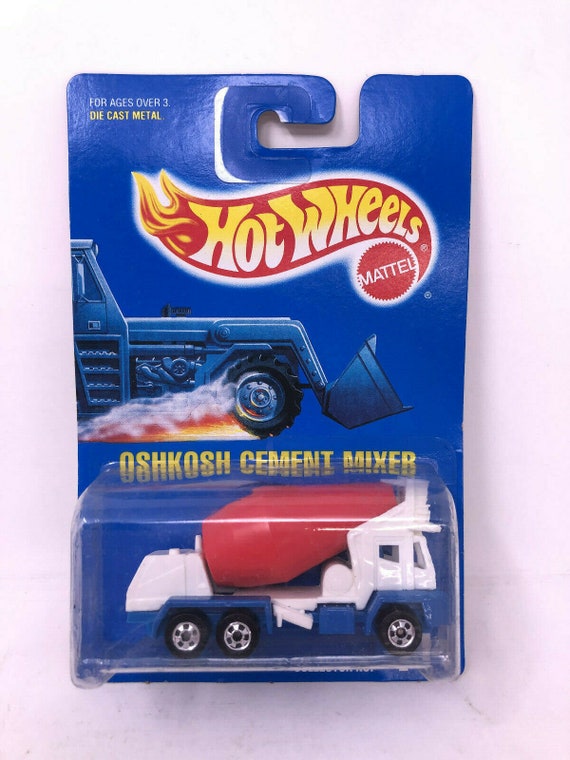 FOR AGES OVER 3.
DIE CAST METAL
HOT WHEELS®
MATTEL
®
OSHKOSH CEMENT MIXER